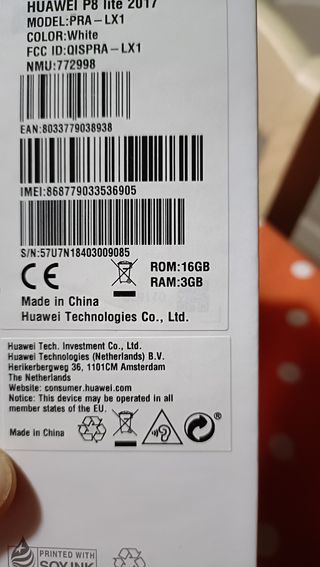 HUAWEI P8 lite 2017
MODEL:PRA-LX1
COLOR:White
FCC ID:QISPRA-LX1
NMU:772998
EAN:8033779038938
IMEI:868779033536905
S/N:57U7N18403009085
CE
ROM:16GB
RAM:3GB
Made in China
Huawei Technologies Co., Ltd.
Huawei Tech. Investment Co., Ltd.
Huawei Technologies (Netherlands) B.V.
Herikerbergweg 36, 1101CM Amsterdam
The Netherlands
Website: consumer.huawei.com
Notice: This device may be operated in all
member states of the EU.
Made in China
®
PRINTED WITH
SOY INK